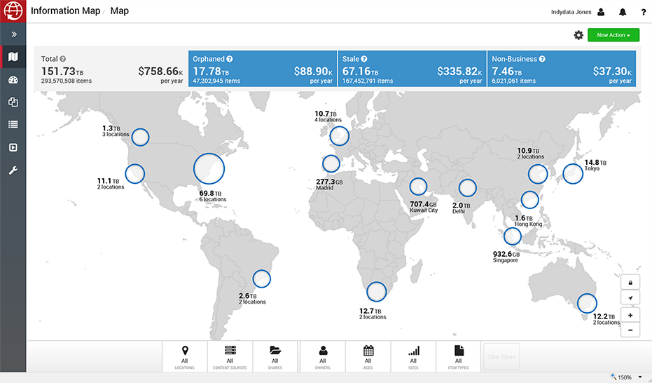 Information Map / Map
Indydata Jones
New Action
Total
151.73TB $758.66K
293,570,508 items per year
Orphaned
17.78TB $88.90K
47,202,945 items per year
Stale
67.16TB $335.82K
167,452,791 items per year
Non-Business
7.46TB $37.30K
6,021,061 items per year
1.3TB
3 locations
11.1TB
2 locations
69.8TB
6 locations
2.6TB
2 locations
10.7TB
4 locations
277.3GB
Madrid
707.4GB
Kuwait City
2.0TB
Delhi
10.9TB
2 locations
14.8TB
Tokyo
1.6TB
Hong Kong
932.6GB
Singapore
12.7TB
2 locations
12.2TB
2 locations
All
LOCATIONS
All
CONTENT SOURCES
All
SHARES
All
OWNERS
All
AGES
All
SIZES
All
ITEM TYPES
150%